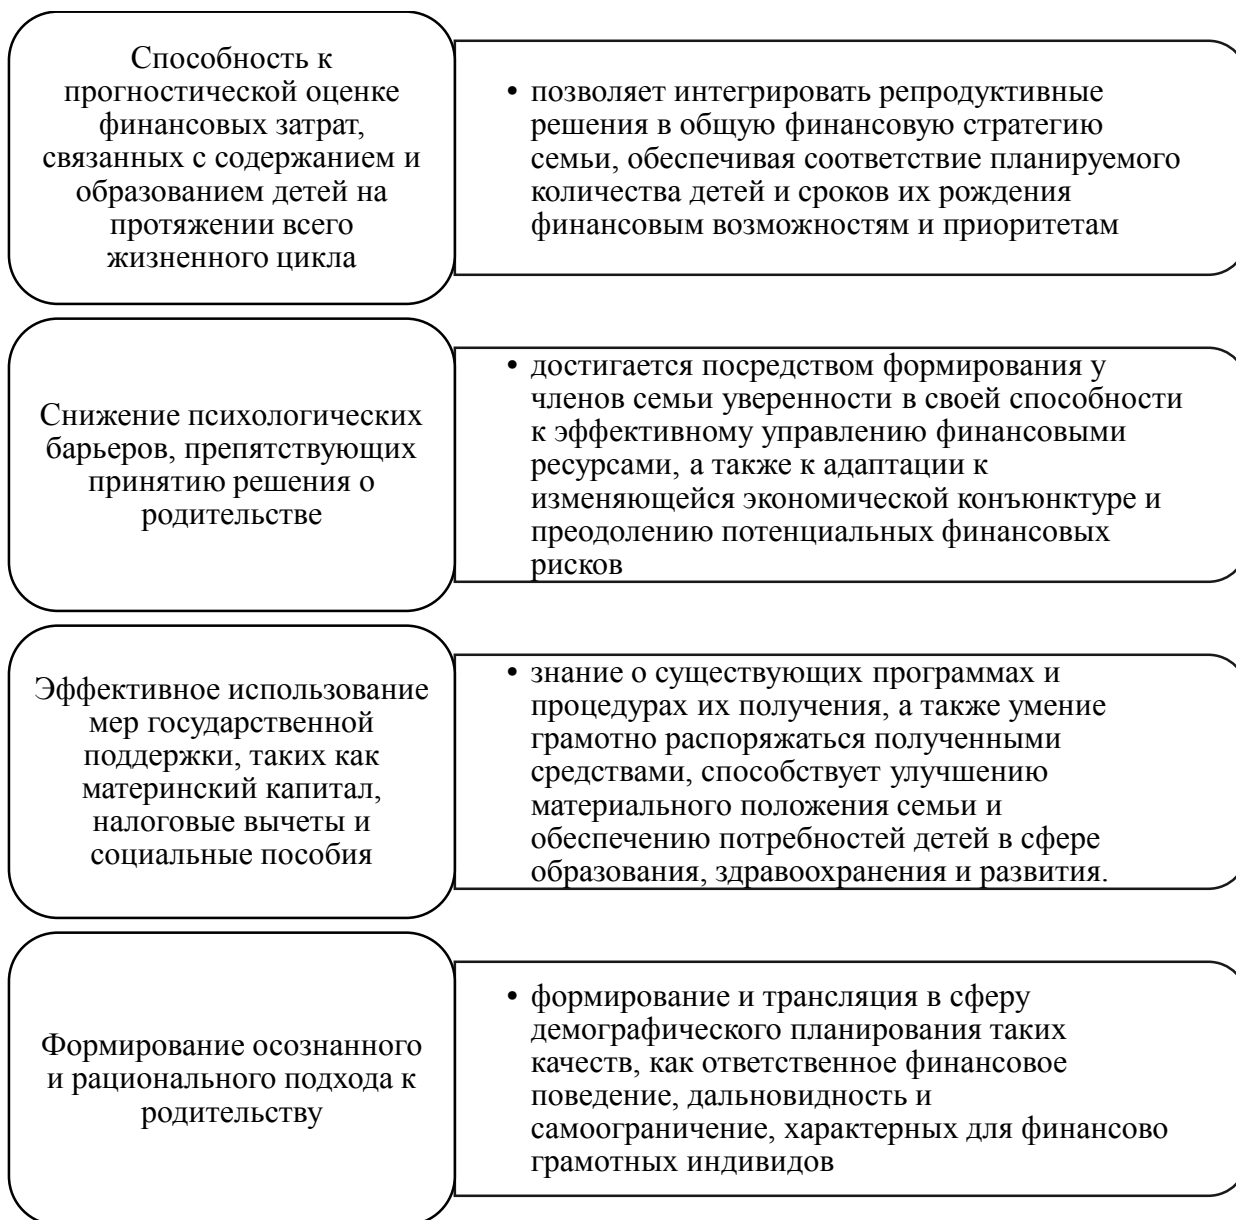 Способность к
прогностической оценке
финансовых затрат,
связанных с содержанием и
образованием детей на
протяжении всего
жизненного цикла
• позволяет интегрировать репродуктивные
решения в общую финансовую стратегию
семьи, обеспечивая соответствие планируемого
количества детей и сроков их рождения
финансовым возможностям и приоритетам
Снижение психологических
барьеров, препятствующих
принятию решения о
родительстве
• достигается посредством формирования у
членов семьи уверенности в своей способности
к эффективному управлению финансовыми
ресурсами, а также к адаптации к
изменяющейся экономической конъюнктуре и
преодолению потенциальных финансовых
рисков
Эффективное использование
мер государственной
поддержки, таких как
материнский капитал,
налоговые вычеты и
социальные пособия
• знание о существующих программах и
процедурах их получения, а также умение
грамотно распоряжаться полученными
средствами, способствует улучшению
материального положения семьи и
обеспечению потребностей детей в сфере
образования, здравоохранения и развития.
Формирование осознанного
и рационального подхода к
родительству
• формирование и трансляция в сферу
демографического планирования таких
качеств, как ответственное финансовое
поведение, дальновидность и
самоограничение, характерных для финансово
грамотных индивидов